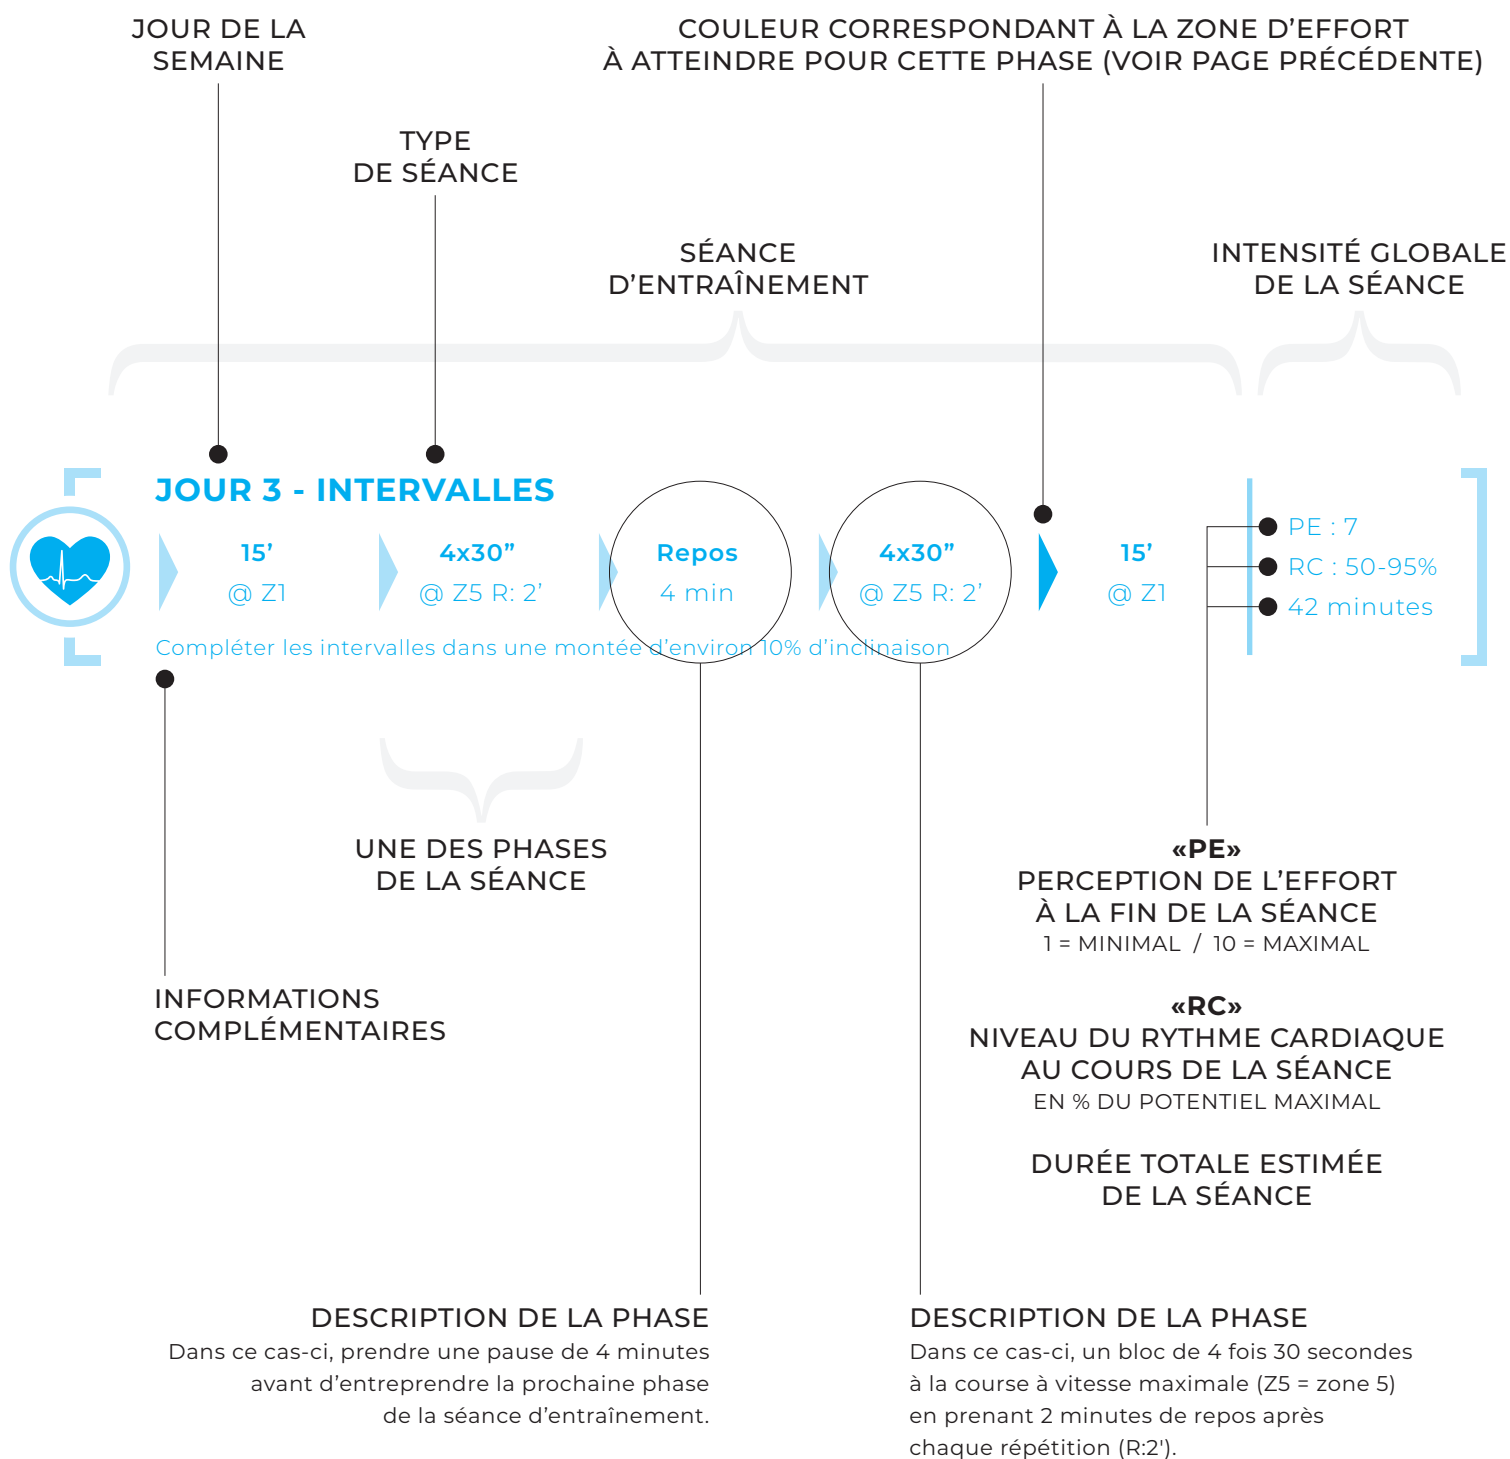 JOUR DE LA
SEMAINE
COULEUR CORRESPONDANT À LA ZONE D’EFFORT
À ATTEINDRE POUR CETTE PHASE (VOIR PAGE PRÉCÉDENTE)
TYPE
DE SÉANCE
SÉANCE
D’ENTRAÎNEMENT
INTENSITÉ GLOBALE
DE LA SÉANCE
JOUR 3 - INTERVALLES
15’
@ Z1
4x30”
@ Z5 R: 2’
Repos
4 min
4x30”
@ Z5 R: 2’
15’
@ Z1
PE : 7
RC : 50-95%
42 minutes
Compléter les intervalles dans une montée d’environ 10% d’inclinaison
UNE DES PHASES
DE LA SÉANCE
INFORMATIONS
COMPLÉMENTAIRES
«PE»
PERCEPTION DE L’EFFORT
À LA FIN DE LA SÉANCE
1 = MINIMAL / 10 = MAXIMAL
«RC»
NIVEAU DU RYTHME CARDIAQUE
AU COURS DE LA SÉANCE
EN % DU POTENTIEL MAXIMAL
DURÉE TOTALE ESTIMÉE
DE LA SÉANCE
DESCRIPTION DE LA PHASE
Dans ce cas-ci, prendre une pause de 4 minutes
avant d’entreprendre la prochaine phase
de la séance d’entraînement.
DESCRIPTION DE LA PHASE
Dans ce cas-ci, un bloc de 4 fois 30 secondes
à la course à vitesse maximale (Z5 = zone 5)
en prenant 2 minutes de repos après
chaque répétition (R:2').